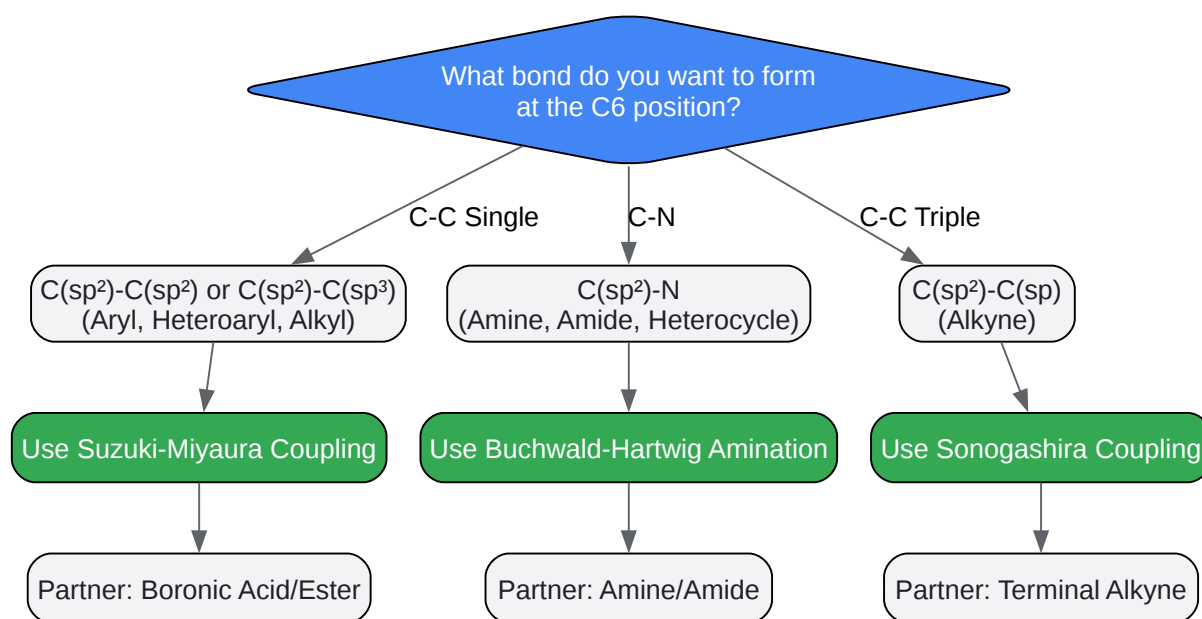 What bond do you want to form
at the C6 position?
C-C Single
C-N
C-C Triple
C(sp²)-C(sp²) or C(sp²)-C(sp³)
(Aryl, Heteroaryl, Alkyl)
C(sp²)-N
(Amine, Amide, Heterocycle)
C(sp²)-C(sp)
(Alkyne)
Use Suzuki-Miyaura Coupling
Use Buchwald-Hartwig Amination
Use Sonogashira Coupling
Partner: Boronic Acid/Ester
Partner: Amine/Amide
Partner: Terminal Alkyne